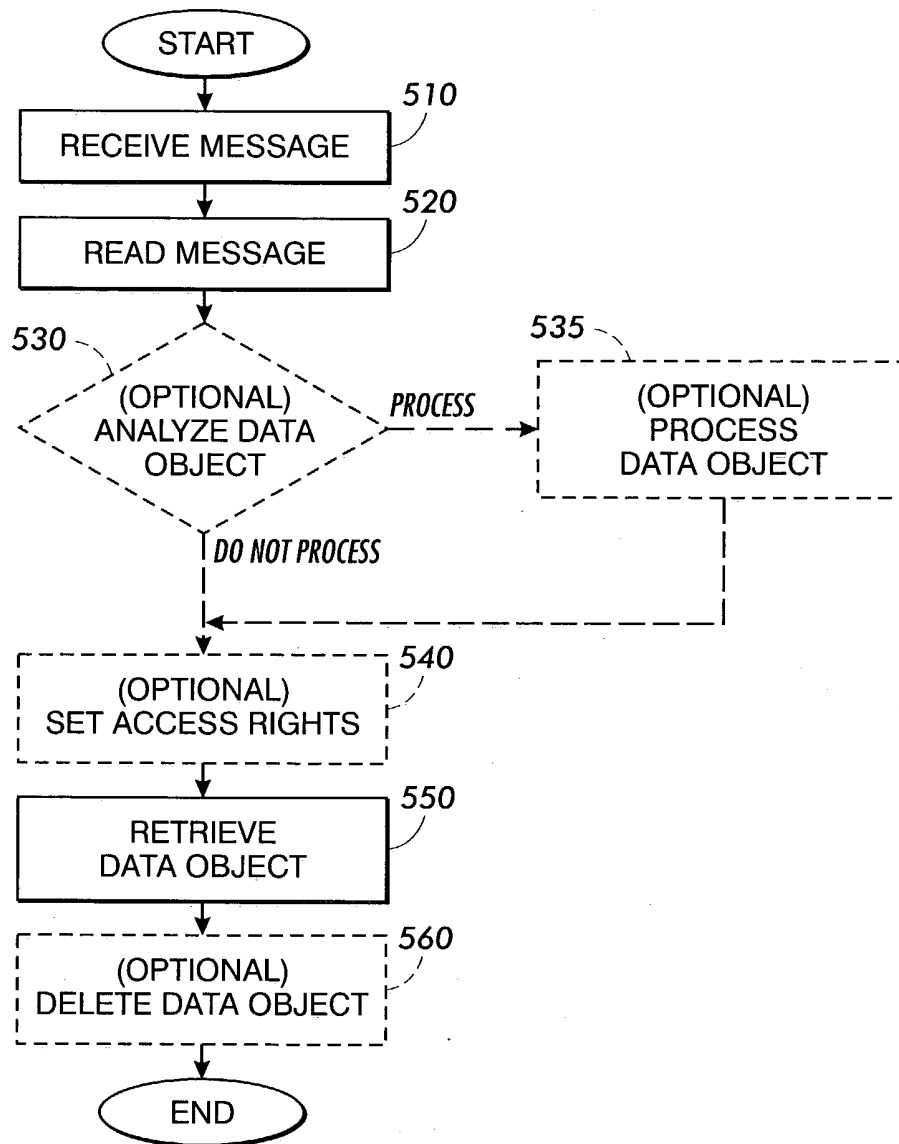 START
510
RECEIVE MESSAGE
520
READ MESSAGE
530
(OPTIONAL)
ANALYZE DATA
OBJECT
PROCESS
535
(OPTIONAL)
PROCESS
DATA OBJECT
DO NOT PROCESS
540
(OPTIONAL)
SET ACCESS RIGHTS
550
RETRIEVE
DATA OBJECT
560
(OPTIONAL)
DELETE DATA OBJECT
END